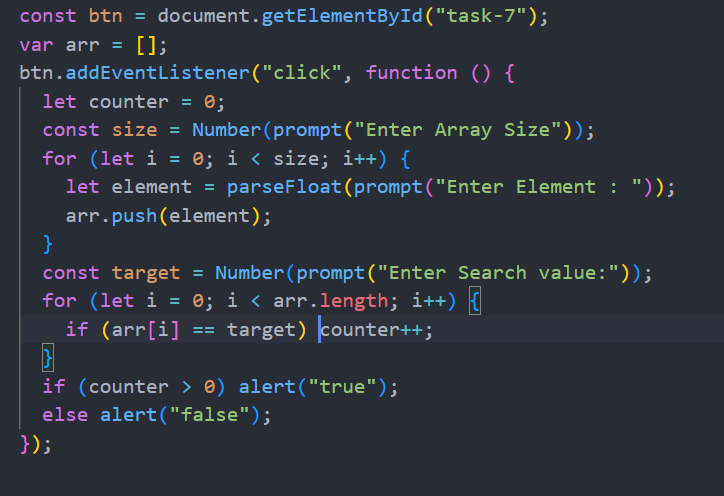 const btn = document.getElementById("task-7");
var arr = [];
btn.addEventListener("click", function () {
  let counter = 0;
  const size = Number(prompt("Enter Array Size"));
  for (let i = 0; i < size; i++) {
    let element = parseFloat(prompt("Enter Element : "));
    arr.push(element);
  }
  const target = Number(prompt("Enter Search value:"));
  for (let i = 0; i < arr.length; i++) {
    if (arr[i] == target) counter++;
  }
  if (counter > 0) alert("true");
  else alert("false");
});